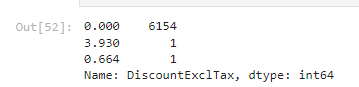 Out[52]: 0.000    6154
3.930       1
0.664       1
Name: DiscountExclTax, dtype: int64